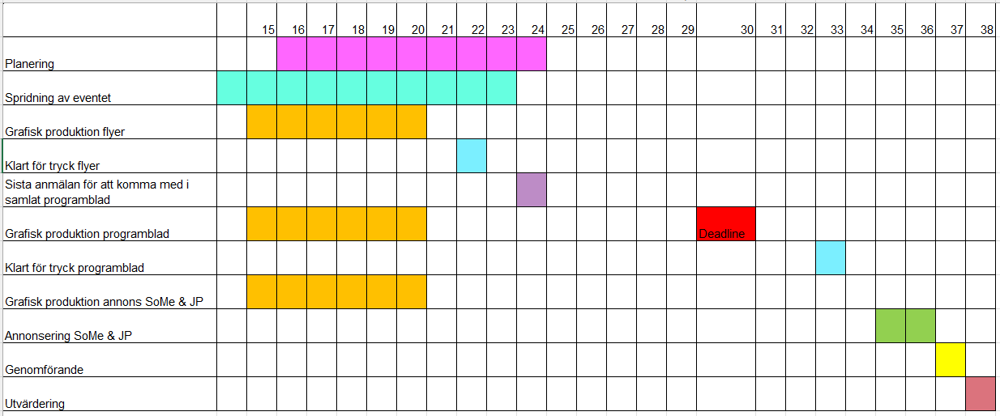 15 16 17 18 19 20 21 22 23 24 25 26 27 28 29 30 31 32 33 34 35 36 37 38
Planering
Spridning av eventet
Grafisk produktion flyer
Klart för tryck flyer
Sista anmälan för att komma med i
samlat programblad
Grafisk produktion programblad Deadline
Klart för tryck programblad
Grafisk produktion annons SoMe & JP
Annonsering SoMe & JP
Genomförande
Utvärdering